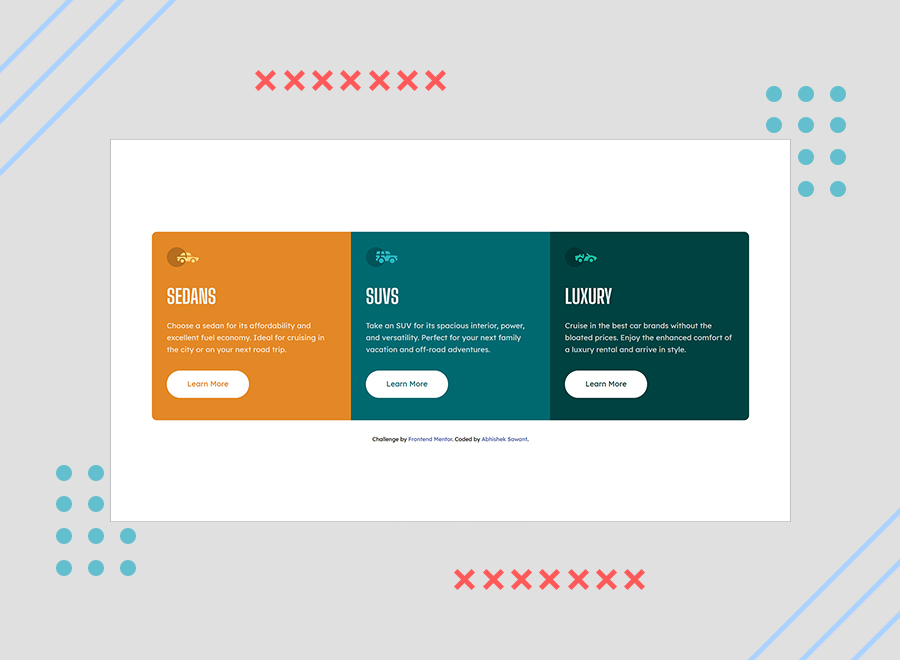 SEDANS
Choose a sedan for its affordability and
excellent fuel economy. Ideal for cruising in
the city or on your next road trip.
Learn More
SUVS
Take an SUV for its spacious interior, power,
and versatility. Perfect for your next family
vacation and off-road adventures.
Learn More
LUXURY
Cruise in the best car brands without the
bloated prices. Enjoy the enhanced comfort of
a luxury rental and arrive in style.
Learn More
Challenge by Frontend Mentor. Coded by Abhishek Sawant.